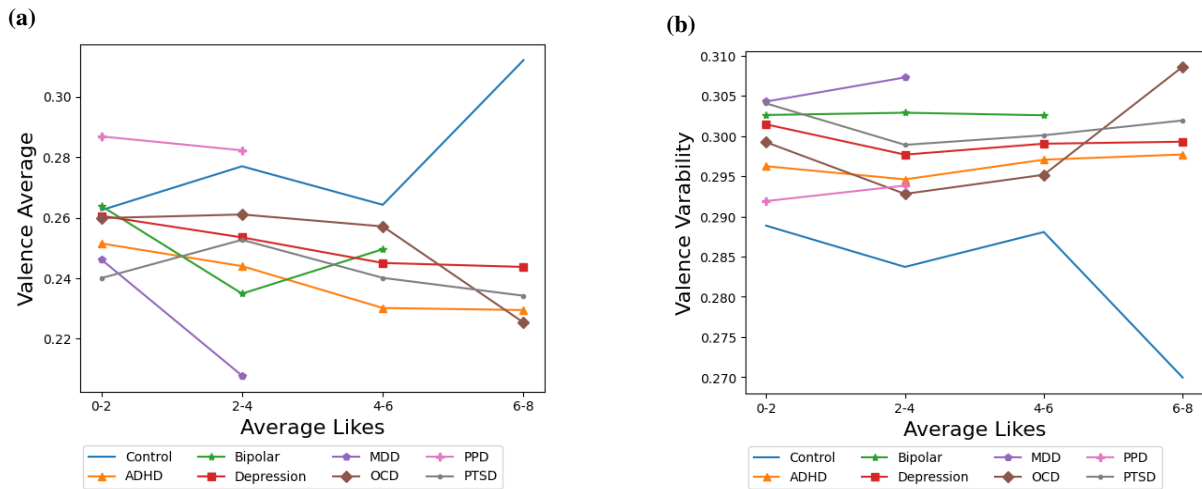 (a)
Valence Average
0.30
0.28
0.26
0.24
0.22
0-2 2-4 4-6 6-8
Average Likes
Control Bipolar MDD PPD
ADHD Depression OCD PTSD
(b)
Valence Varability
0.310
0.305
0.300
0.295
0.290
0.285
0.280
0.275
0.270
0-2 2-4 4-6 6-8
Average Likes
Control Bipolar MDD PPD
ADHD Depression OCD PTSD